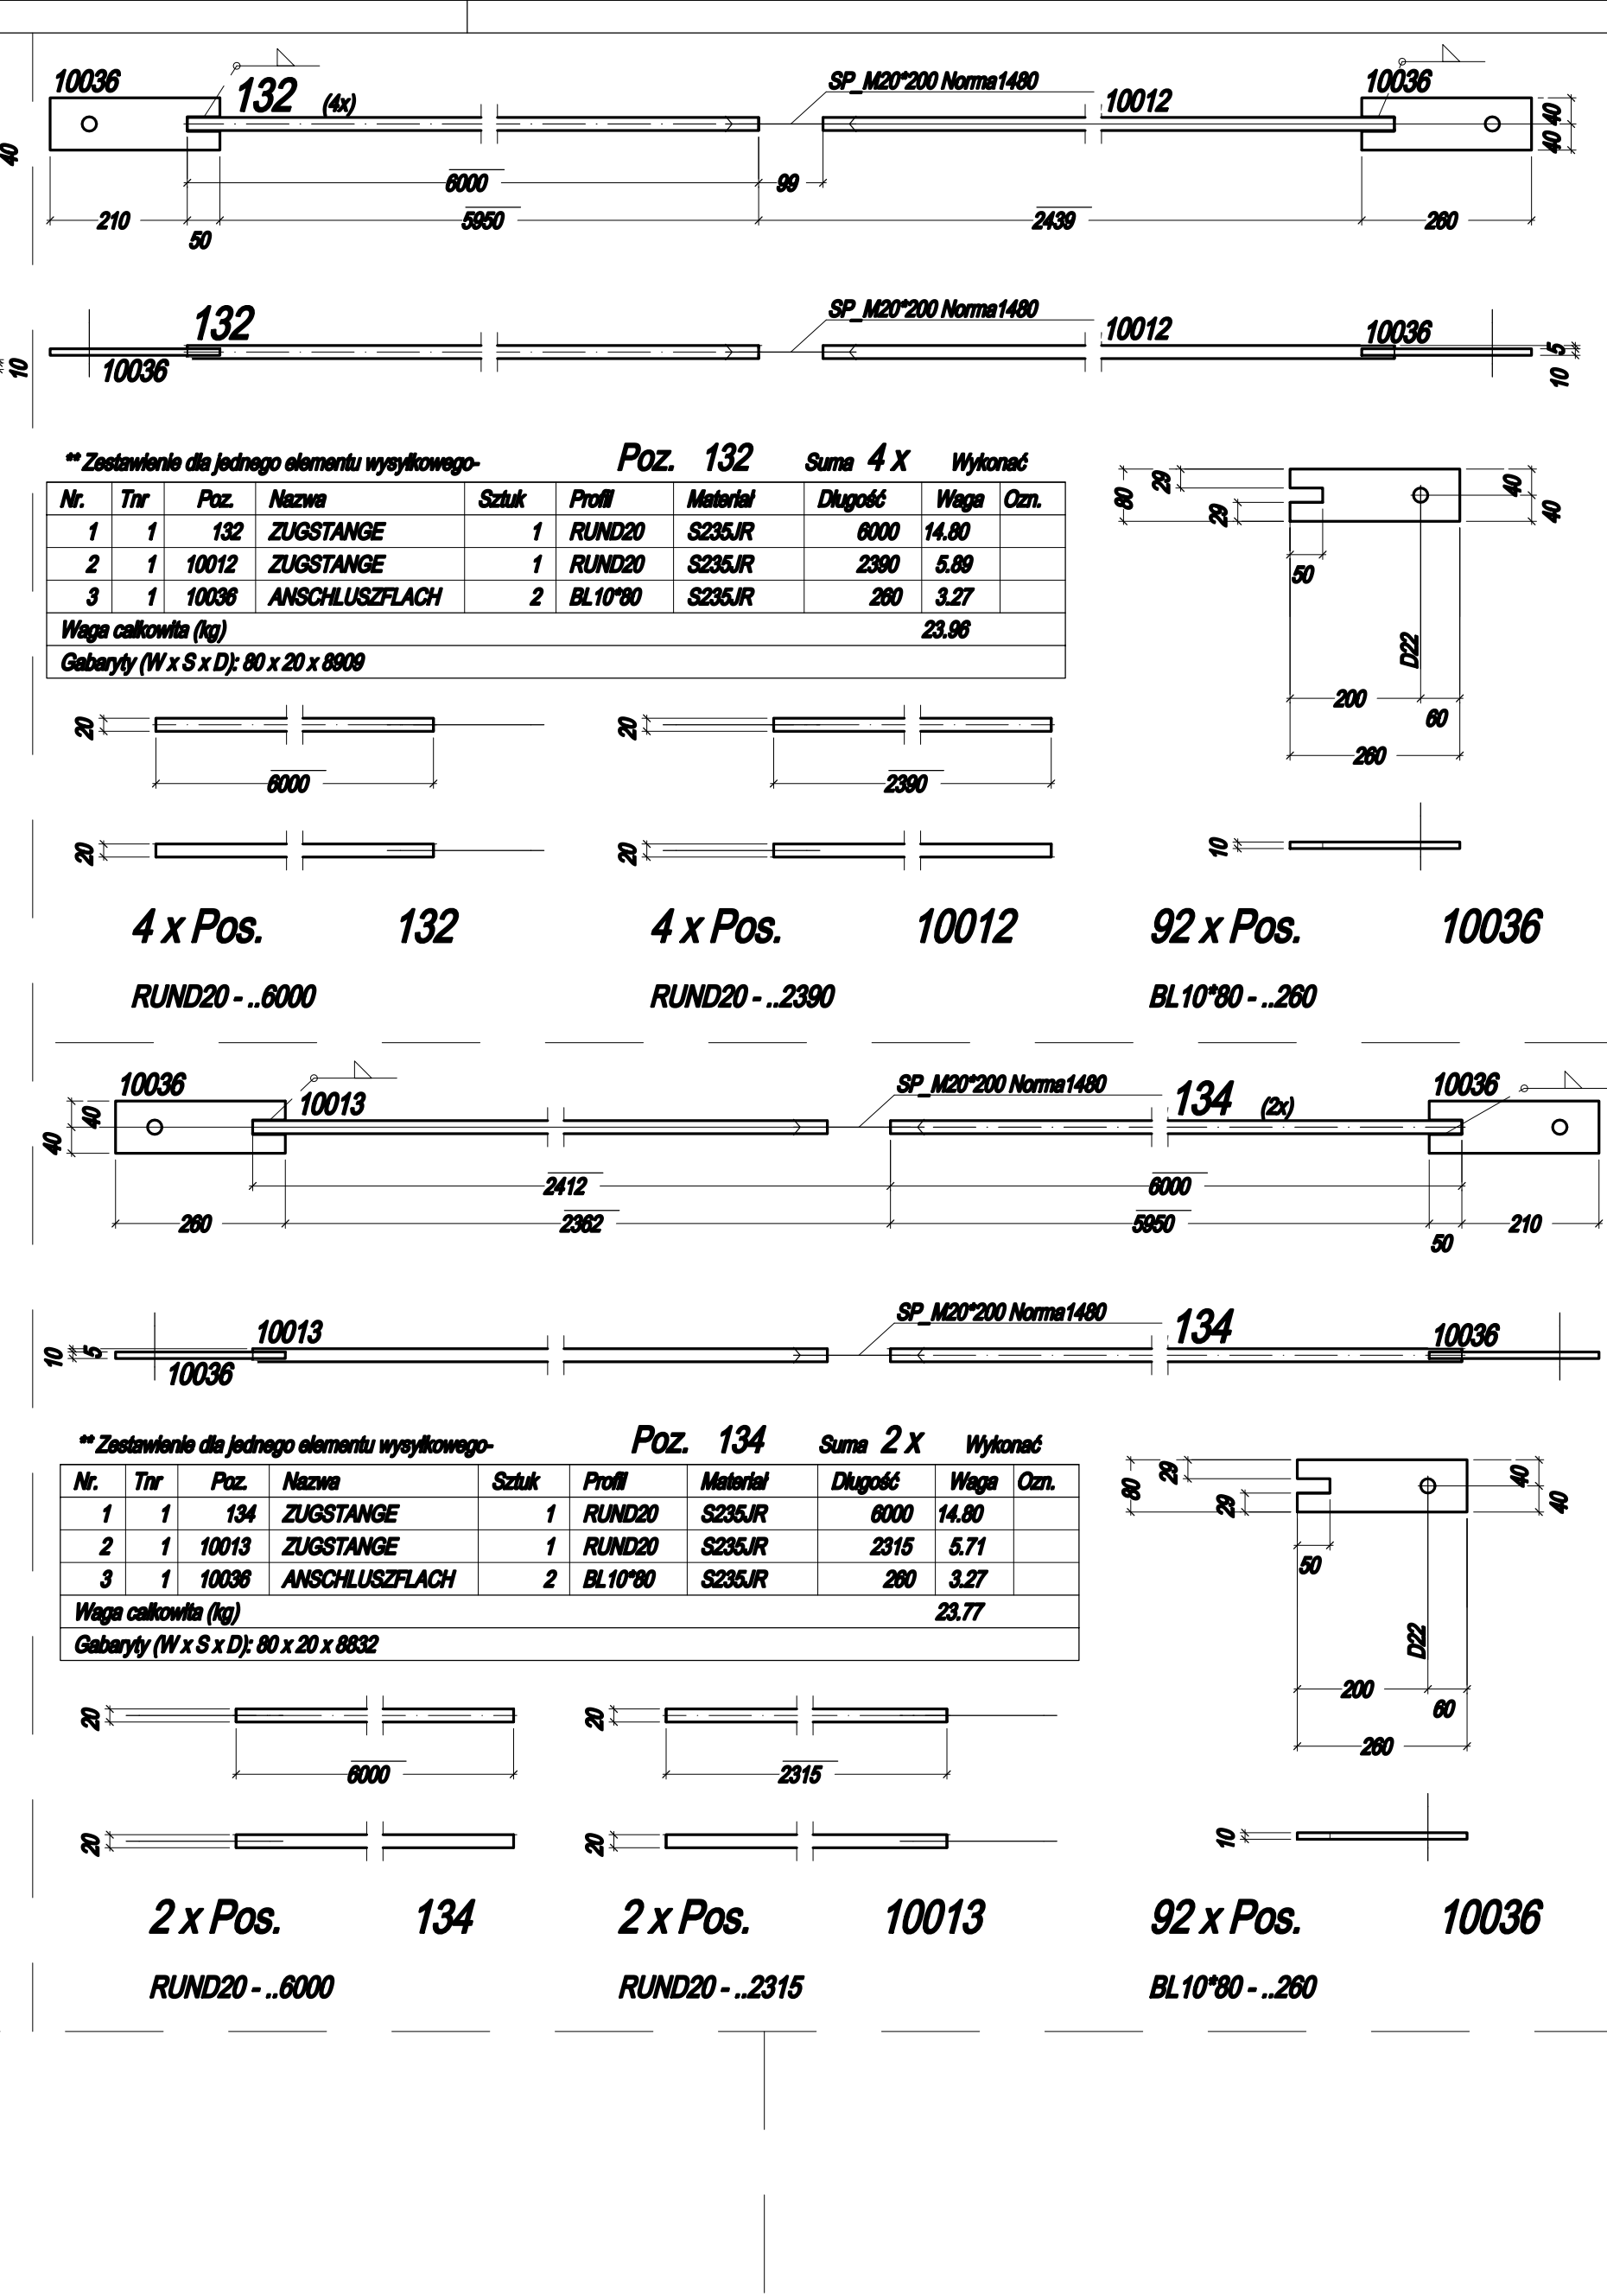 10036 132 (4x) SP_M20*200 Norma1480 10012 10036
40 40 40
6000 99
210 50 5950 2439 260
132 SP_M20*200 Norma1480 10012 10036
10 10036 5 10
** Zestawienie dla jednego elementu wysyłkowego- Poz. 132 Suma 4 x Wykonać
Nr. Tnr Poz. Nazwa Sztuk Profil Materiał Długość Waga Ozn.
1 1 132 ZUGSTANGE 1 RUND20 S235JR 6000 14.80
2 1 10012 ZUGSTANGE 1 RUND20 S235JR 2390 5.89
3 1 10036 ANSCHLUSZFLACH 2 BL10*80 S235JR 260 3.27
Waga całkowita (kg) 23.96
Gabaryty (W x S x D): 80 x 20 x 8909
80 29 29 40 40
50
D22
200 60
260
20 20
6000 2390
20 20 10
4 x Pos. 132 4 x Pos. 10012 92 x Pos. 10036
RUND20 - ..6000 RUND20 - ..2390 BL10*80 - ..260
10036 10013 SP_M20*200 Norma1480 134 (2x) 10036
40 40
2412 6000
260 2362 5950 50 210
10013 SP_M20*200 Norma1480 134 10036
10 5 10036
** Zestawienie dla jednego elementu wysyłkowego- Poz. 134 Suma 2 x Wykonać
Nr. Tnr Poz. Nazwa Sztuk Profil Materiał Długość Waga Ozn.
1 1 134 ZUGSTANGE 1 RUND20 S235JR 6000 14.80
2 1 10013 ZUGSTANGE 1 RUND20 S235JR 2315 5.71
3 1 10036 ANSCHLUSZFLACH 2 BL10*80 S235JR 260 3.27
Waga całkowita (kg) 23.77
Gabaryty (W x S x D): 80 x 20 x 8832
80 29 29 40 40
50
D22
200 60
260
20 20
6000 2315
20 20 10
2 x Pos. 134 2 x Pos. 10013 92 x Pos. 10036
RUND20 - ..6000 RUND20 - ..2315 BL10*80 - ..260